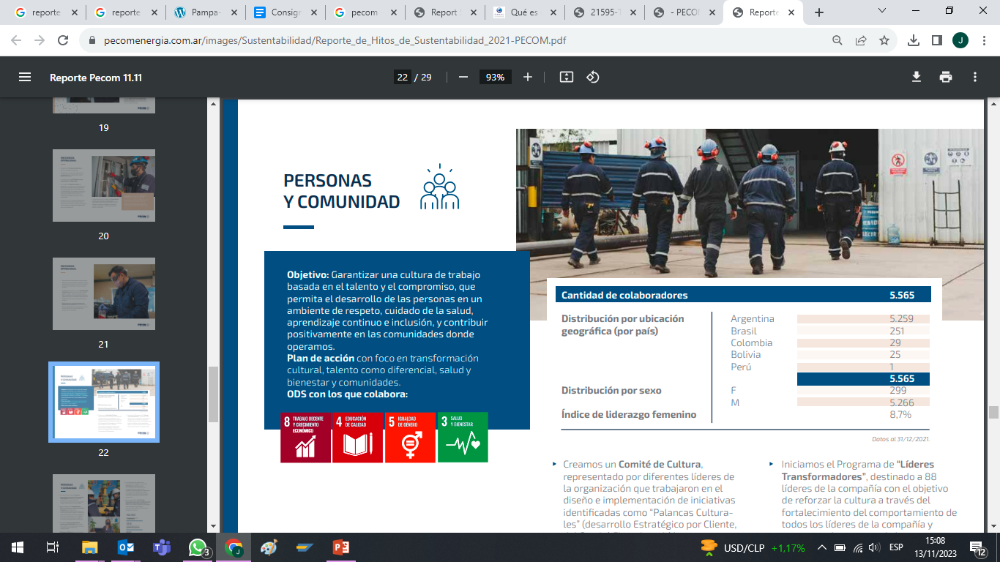 reporte
reporte
Pampa-
Consign
pecom
Report
Qué es
21595-
- PECO
Reporte
pecomenergia.com.ar/images/Sustentabilidad/Reporte_de_Hitos_de_Sustentabilidad_2021-PECOM.pdf
J
Reporte Pecom 11.11
22 / 29
93%
19
20
21
22
PERSONAS
Y COMUNIDAD
Objetivo: Garantizar una cultura de trabajo
basada en el talento y el compromiso, que
permita el desarrollo de las personas en un
ambiente de respeto, cuidado de la salud,
aprendizaje continuo e inclusión, y contribuir
positivamente en las comunidades donde
operamos.
Plan de acción con foco en transformación
cultural, talento como diferencial, salud y
bienestar y comunidades.
ODS con los que colabora:
8 TRABAJO DECENTE
Y CRECIMIENTO
ECONÓMICO
4 EDUCACIÓN
DE CALIDAD
5 IGUALDAD
DE GÉNERO
3 SALUD
Y BIENESTAR
Cantidad de colaboradores 5.565
Distribución por ubicación
geográfica (por país)
Argentina 5.259
Brasil 251
Colombia 29
Bolivia 25
Perú 1
5.565
Distribución por sexo F 299
M 5.266
Índice de liderazgo femenino 8,7%
Datos al 31/12/2021.
Creamos un Comité de Cultura,
representado por diferentes líderes de
la organización que trabajaron en el
diseño e implementación de iniciativas
identificadas como “Palancas Cultura-
les” (desarrollo Estratégico por Cliente,
Iniciamos el Programa de “Líderes
Transformadores”, destinado a 88
líderes de la compañía con el objetivo
de reforzar la cultura a través del
fortalecimiento del comportamiento de
todos los líderes de la compañía y
3
J
USD/CLP +1,17%
ESP
15:08
13/11/2023
12